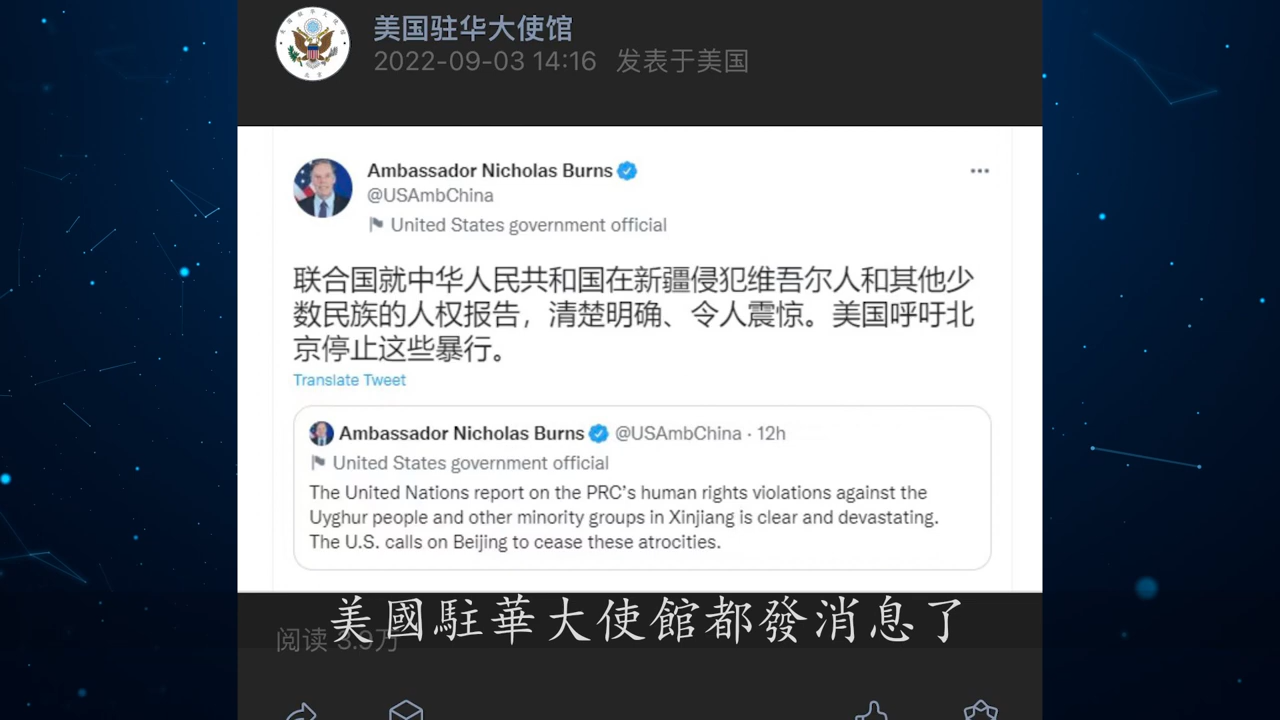 美国驻华大使馆
2022-09-03 14:16 发表于美国
Ambassador Nicholas Burns
@USAmbChina
United States government official
联合国就中华人民共和国在新疆侵犯维吾尔人和其他少
数民族的人权报告，清楚明确、令人震惊。美国呼吁北
京停止这些暴行。
Translate Tweet
Ambassador Nicholas Burns @USAmbChina · 12h
United States government official
The United Nations report on the PRC's human rights violations against the
Uyghur people and other minority groups in Xinjiang is clear and devastating.
The U.S. calls on Beijing to cease these atrocities.
美國駐華大使館都發消息了
阅读 3.9万